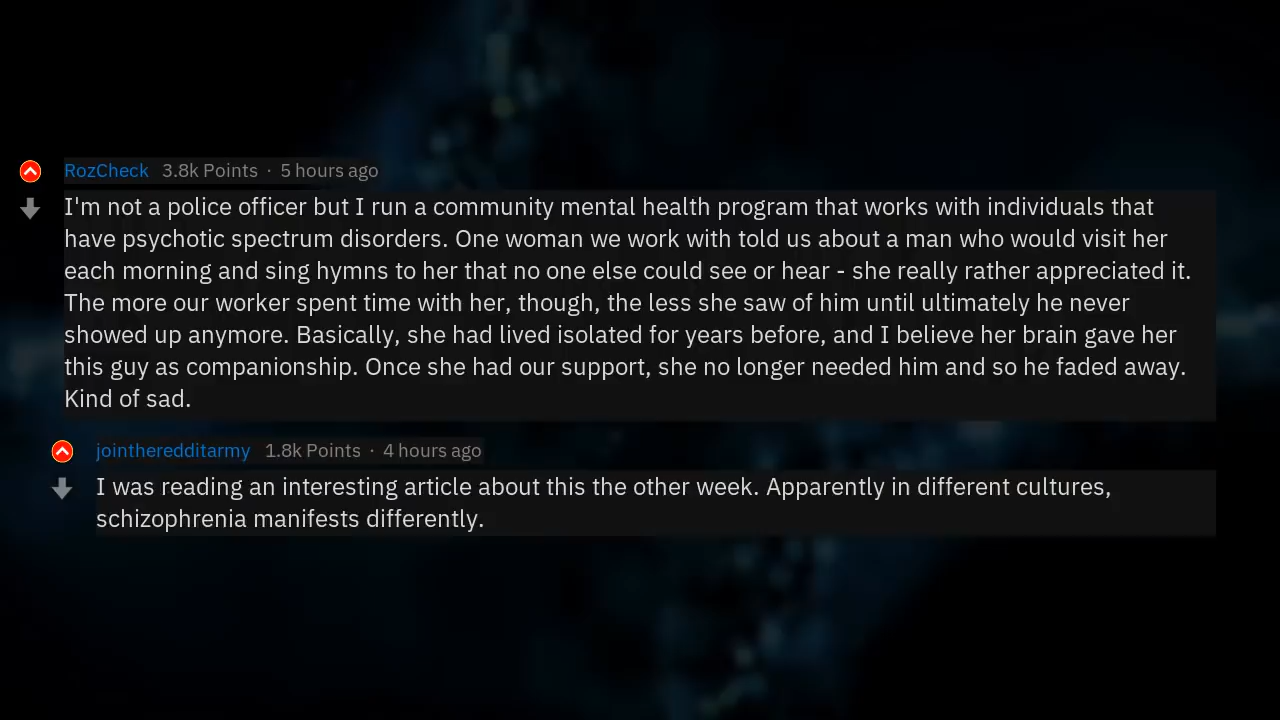 RozCheck 3.8k Points · 5 hours ago
I'm not a police officer but I run a community mental health program that works with individuals that
have psychotic spectrum disorders. One woman we work with told us about a man who would visit her
each morning and sing hymns to her that no one else could see or hear - she really rather appreciated it.
The more our worker spent time with her, though, the less she saw of him until ultimately he never
showed up anymore. Basically, she had lived isolated for years before, and I believe her brain gave her
this guy as companionship. Once she had our support, she no longer needed him and so he faded away.
Kind of sad.
jointheredditarmy 1.8k Points · 4 hours ago
I was reading an interesting article about this the other week. Apparently in different cultures,
schizophrenia manifests differently.